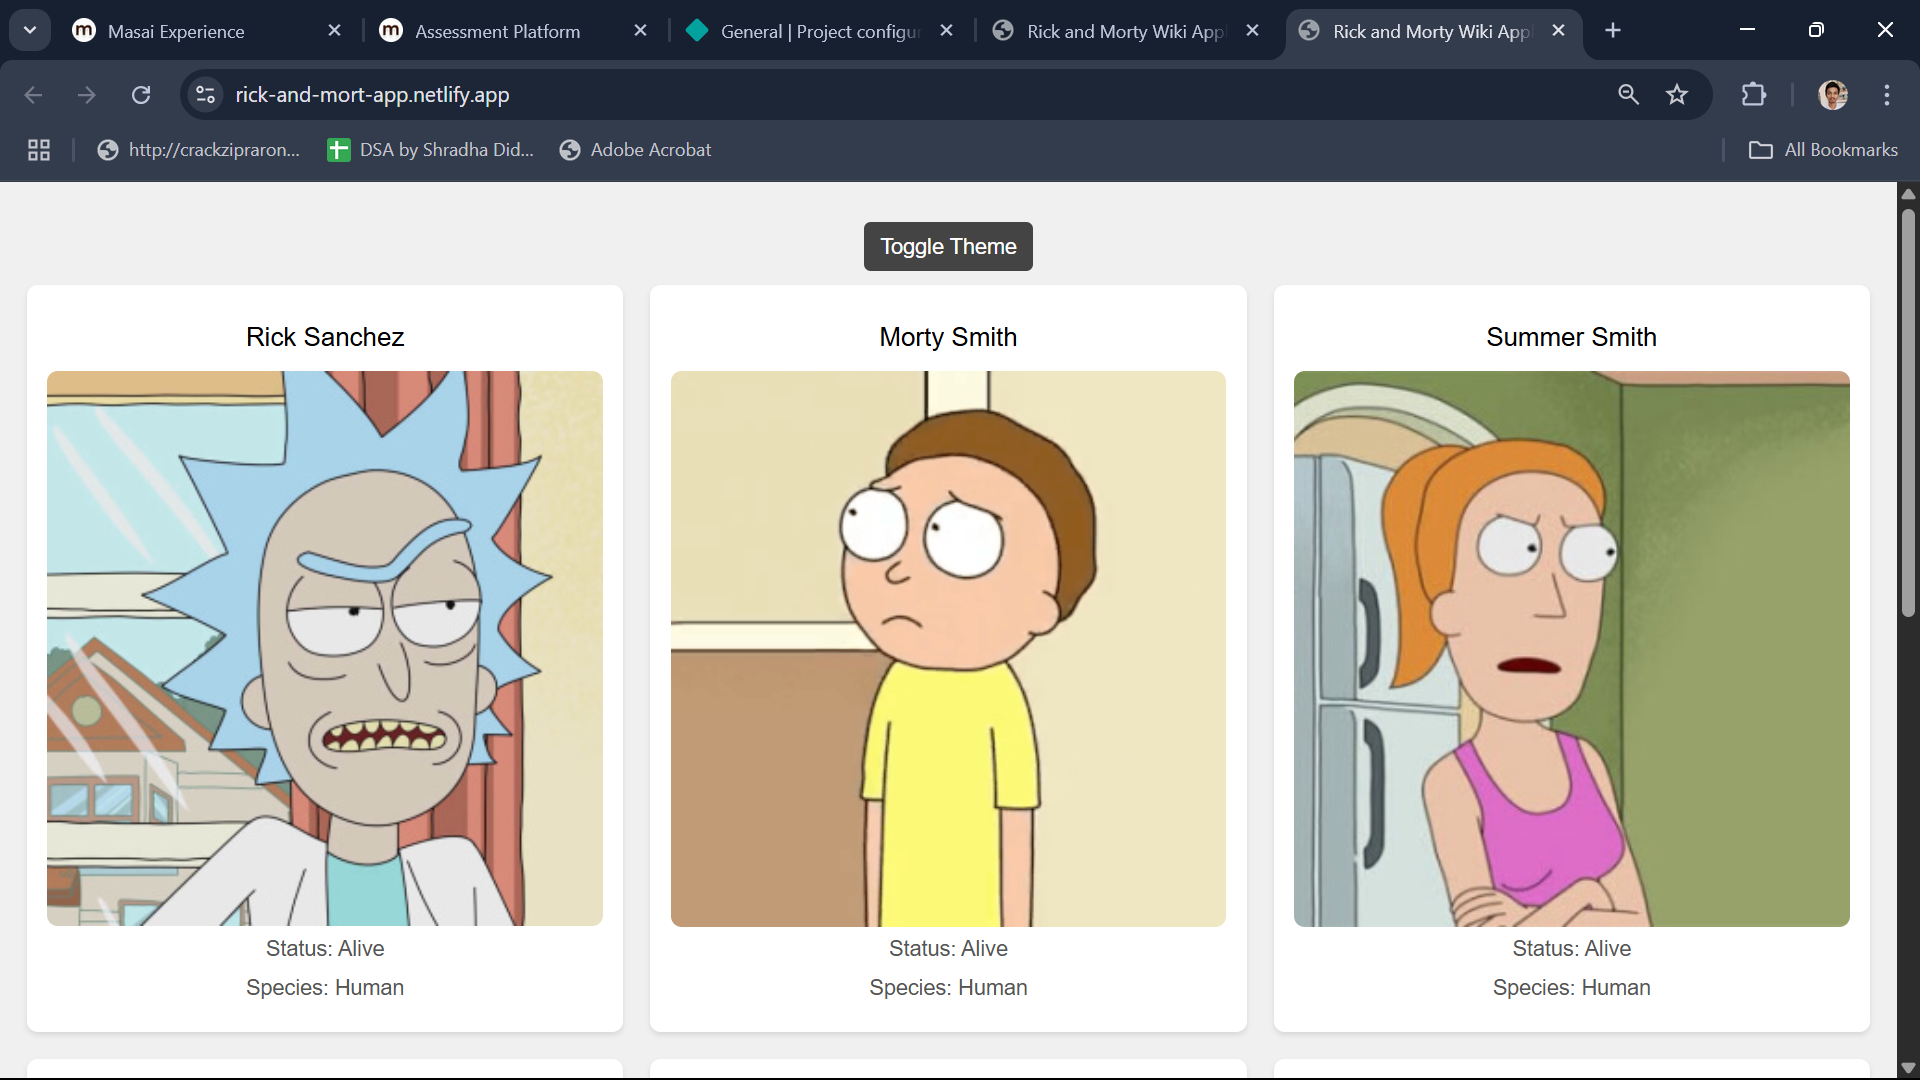 Masai Experience
Assessment Platform
General | Project configu
Rick and Morty Wiki App
Rick and Morty Wiki App
rick-and-mort-app.netlify.app
http://crackzipraron...
DSA by Shradha Did...
Adobe Acrobat
All Bookmarks
Toggle Theme
Rick Sanchez
Morty Smith
Summer Smith
Status: Alive
Species: Human
Status: Alive
Species: Human
Status: Alive
Species: Human